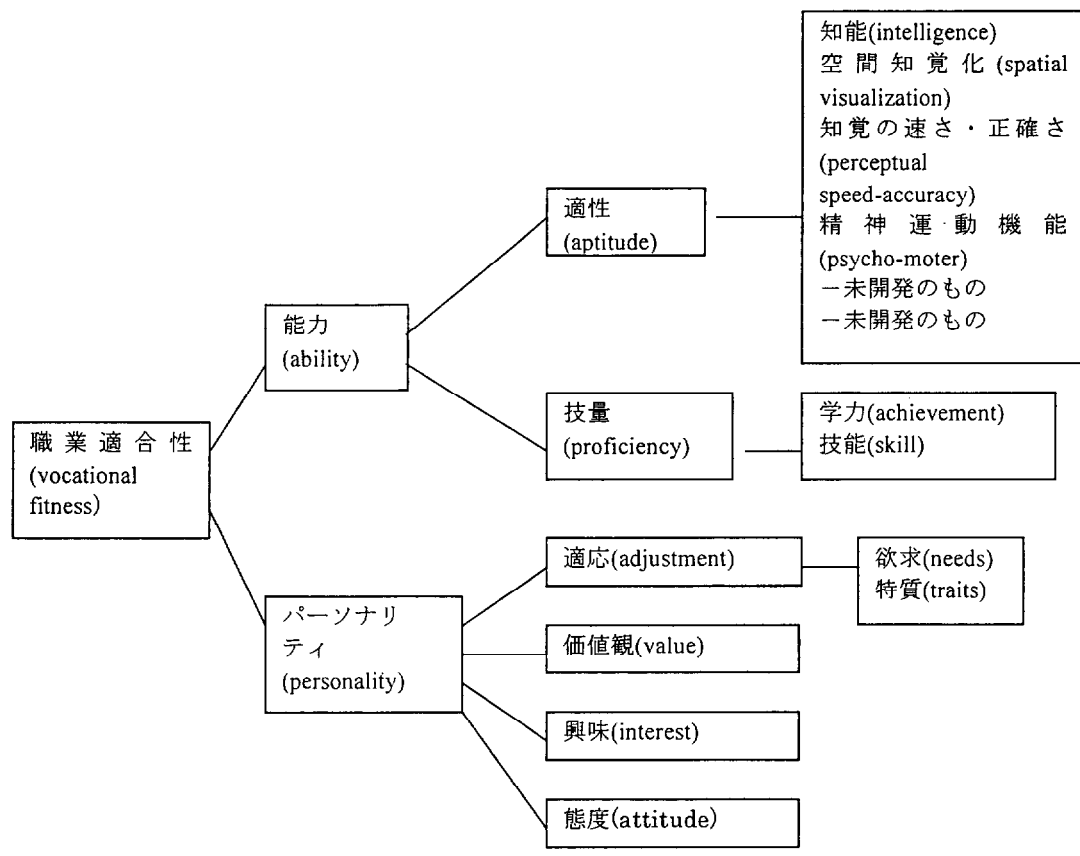 知能(intelligence)
空間知覚化(spatial
visualization)
知覚の速さ・正確さ
(perceptual
speed-accuracy)
精神運動機能
(psycho-moter)
－未開発のもの
－未開発のもの
適性
(aptitude)
能力
(ability)
技量
(proficiency)
学力(achievement)
技能(skill)
職業適合性
(vocational
fitness)
適応(adjustment)
欲求(needs)
特質(traits)
パーソナリ
ティ
(personality)
価値観(value)
興味(interest)
態度(attitude)